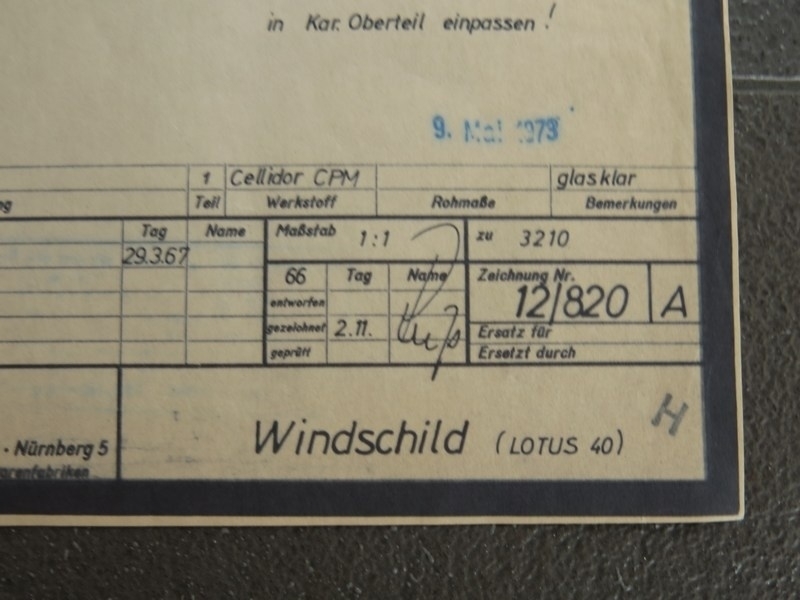 in Kar. Oberteil einpassen!
9. Mai 1973
1 Cellidor CPM glasklar
Teil Werkstoff Rohmaße Bemerkungen
Tag Name Maßstab 1:1 zu 3210
29.3.67
66 Tag Name Zeichnung Nr.
entworfen 12/820 A
gezeichnet 2.11. Ersatz für
geprüft Ersetzt durch
Windschild (LOTUS 40) H
· Nürnberg 5